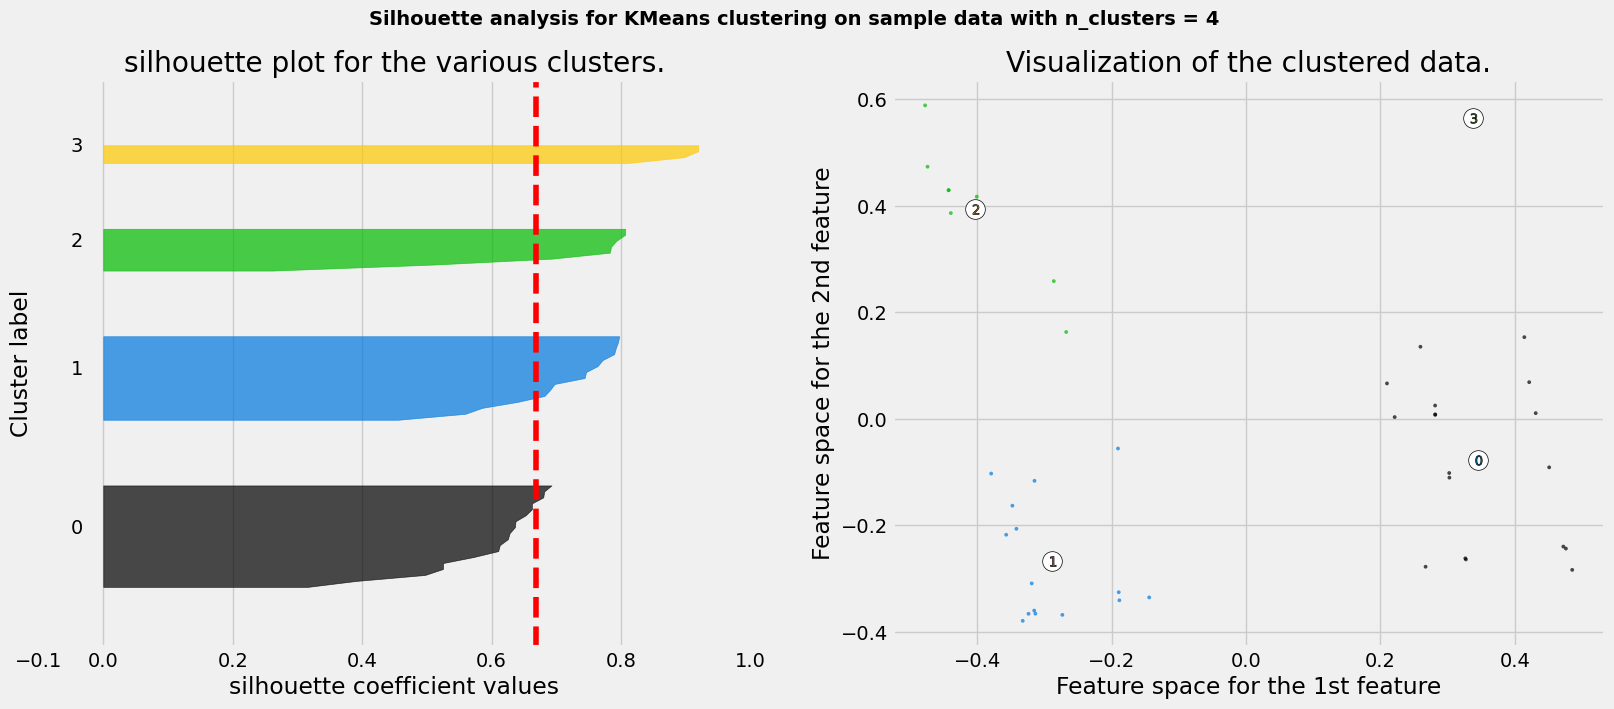 Silhouette analysis for KMeans clustering on sample data with n_clusters = 4
silhouette plot for the various clusters.
Cluster label
3
2
1
0
−0.1 0.0 0.2 0.4 0.6 0.8 1.0
silhouette coefficient values
Visualization of the clustered data.
Feature space for the 2nd feature
0.6
0.4
0.2
0.0
−0.2
−0.4
3
2
0
1
−0.4 −0.2 0.0 0.2 0.4
Feature space for the 1st feature